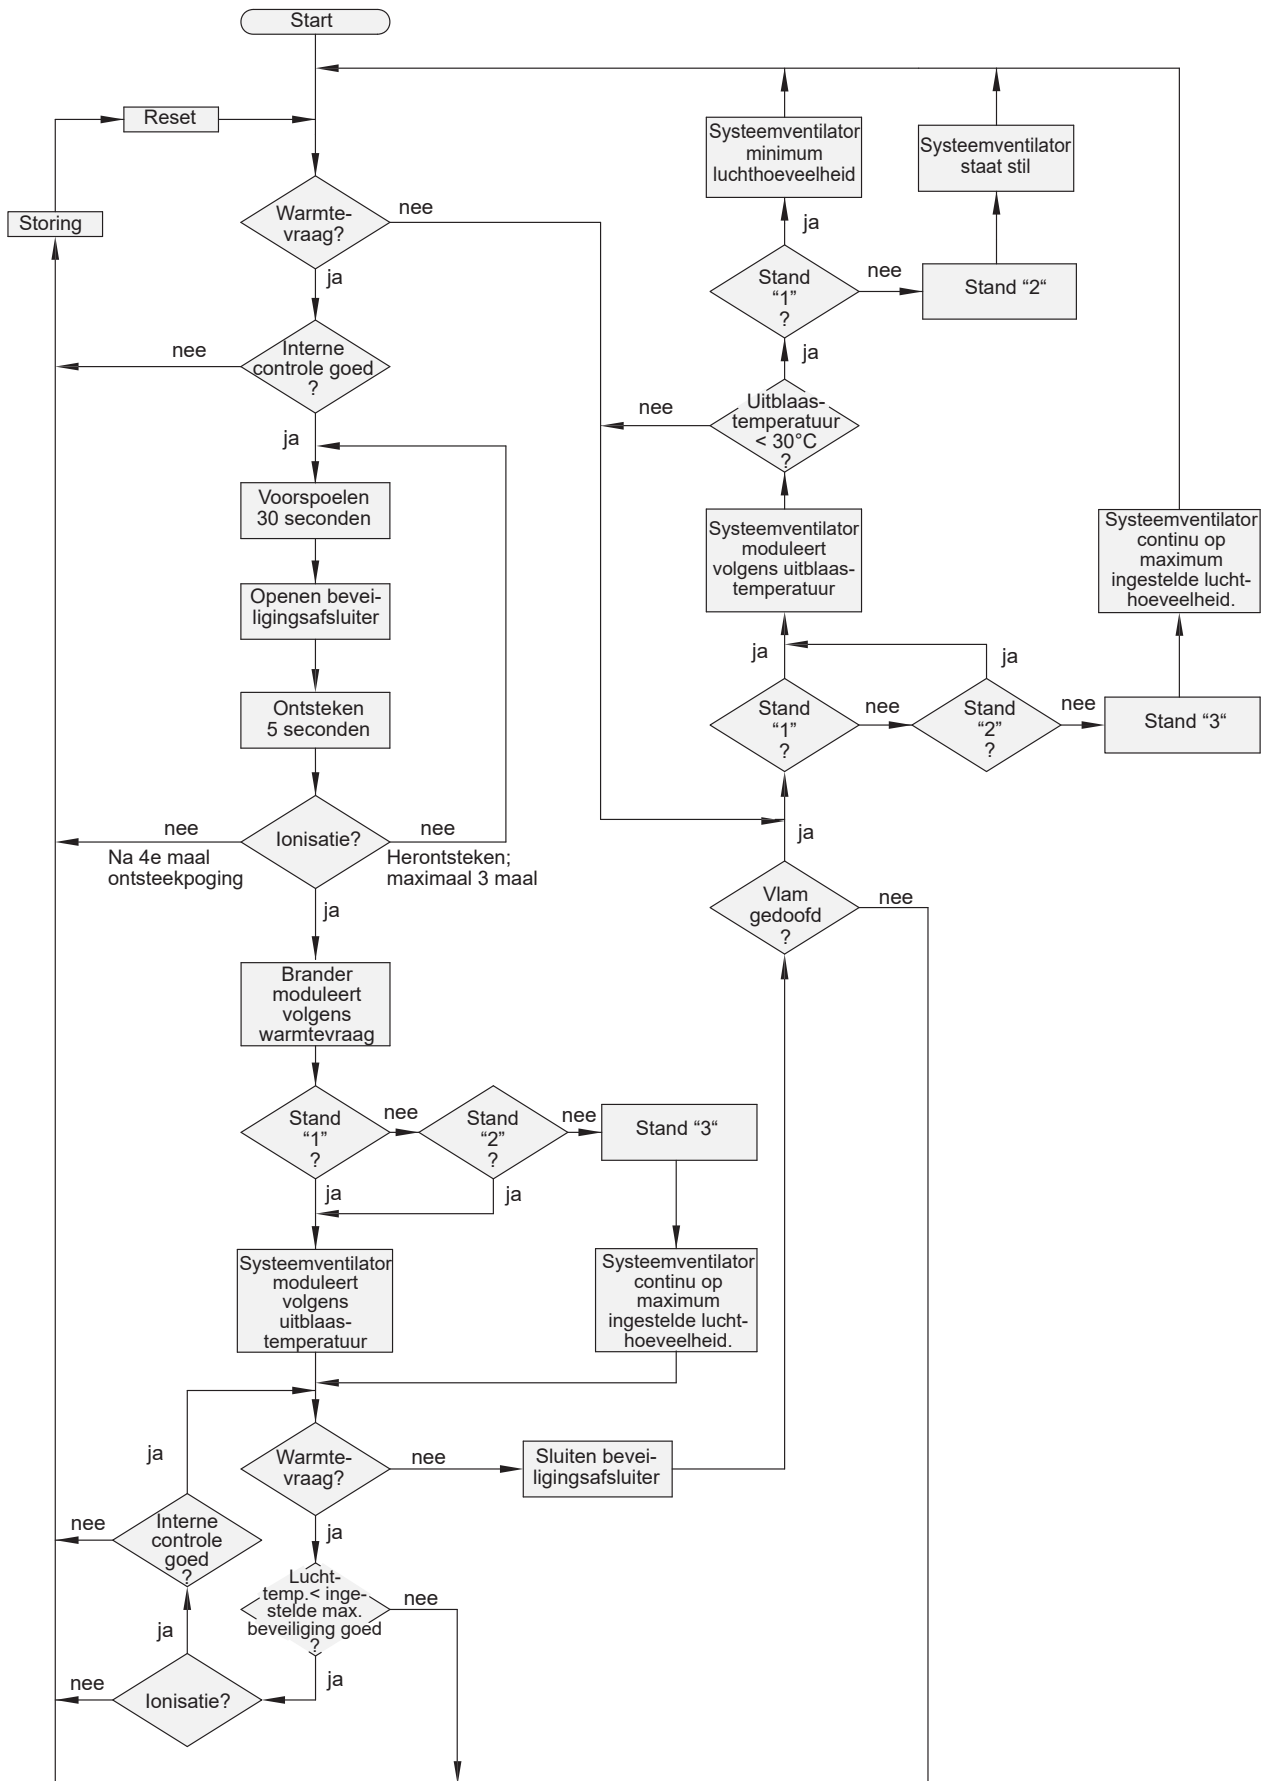 Start
Reset
Storing
Warmte-
vraag?
nee
ja
Interne
controle goed
?
nee
ja
Voorspoelen
30 seconden
Openen bevei-
ligingsafsluiter
Ontsteken
5 seconden
Ionisatie?
nee
Na 4e maal
ontsteekpoging
nee
Herontsteken;
maximaal 3 maal
ja
Brander
moduleert
volgens
warmtevraag
Stand
“1”
?
nee
ja
Stand
“2”
?
nee
ja
Stand “3“
Systeemventilator
moduleert
volgens
uitblaas-
temperatuur
Systeemventilator
continu op
maximum
ingestelde lucht-
hoeveelheid.
Warmte-
vraag?
nee
ja
Sluiten bevei-
ligingsafsluiter
Lucht-
temp.< inge-
stelde max.
beveiliging goed
?
nee
ja
Ionisatie?
nee
ja
Interne
controle
goed
?
nee
ja
Systeemventilator
minimum
luchthoeveelheid
Systeemventilator
staat stil
ja
Stand
“1”
?
nee
Stand “2“
ja
Uitblaas-
temperatuur
< 30°C
?
nee
Systeemventilator
moduleert
volgens uitblaas-
temperatuur
Systeemventilator
continu op
maximum
ingestelde lucht-
hoeveelheid.
ja
Stand
“1”
?
nee
ja
Stand
“2”
?
nee
Stand “3“
ja
Vlam
gedoofd
?
nee